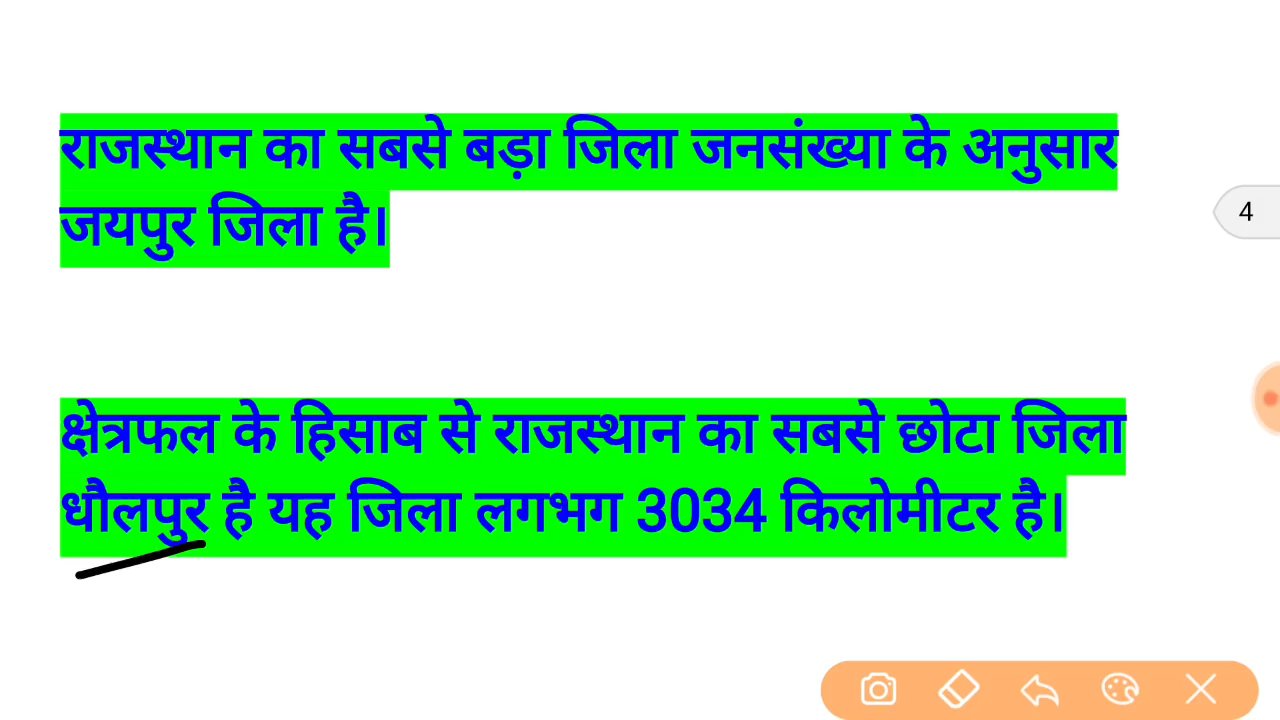 राजस्थान का सबसे बड़ा जिला जनसंख्या के अनुसार
जयपुर जिला है।
4
क्षेत्रफल के हिसाब से राजस्थान का सबसे छोटा जिला
धौलपुर है यह जिला लगभग 3034 किलोमीटर है।